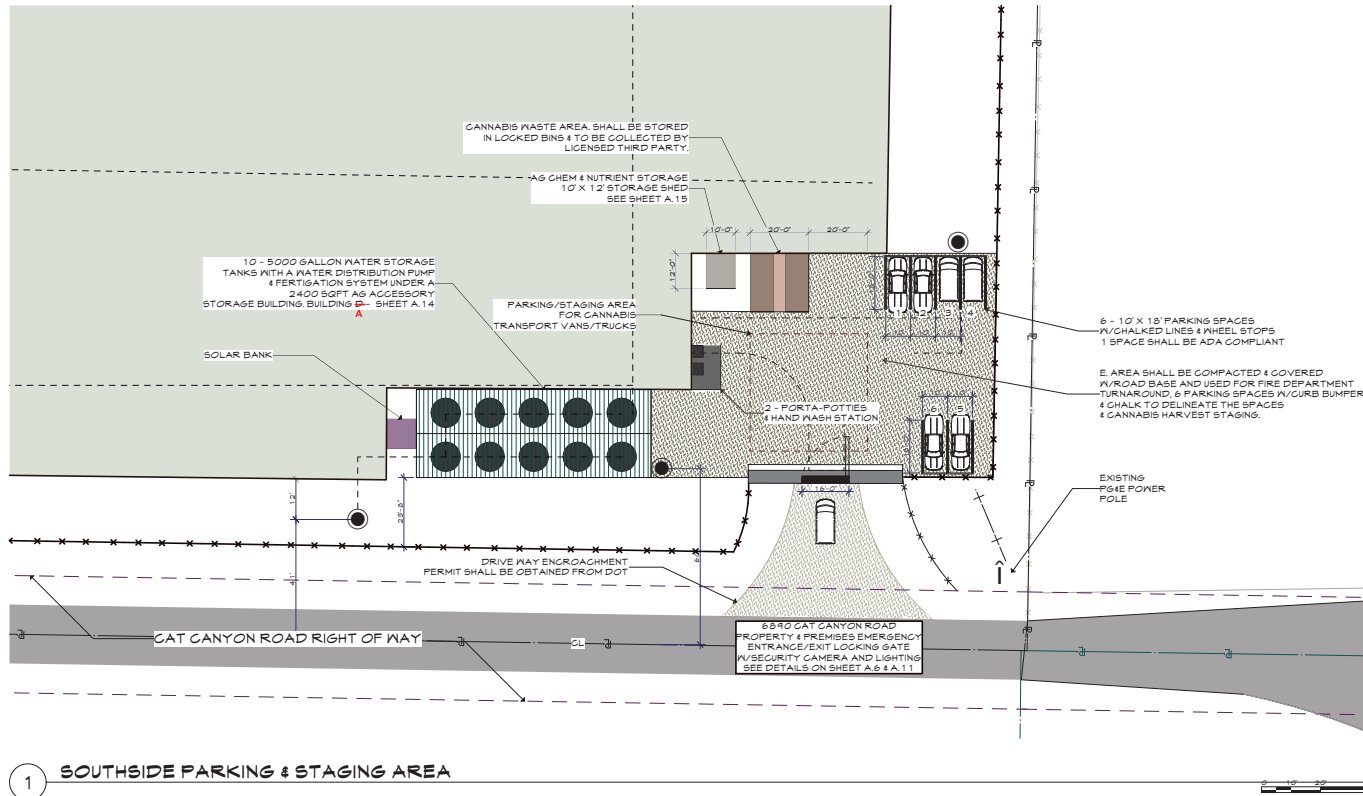 CANNABIS WASTE AREA. SHALL BE STORED
IN LOCKED BINS & TO BE COLLECTED BY
LICENSED THIRD PARTY.
AG CHEM & NUTRIENT STORAGE
10' X 12' STORAGE SHED
SEE SHEET A.15
10'-0"
20'-0"
20'-0"
12'-0"
10 - 5000 GALLON WATER STORAGE
TANKS WITH A WATER DISTRIBUTION PUMP
& FERTIGATION SYSTEM UNDER A
2400 SQFT AG ACCESSORY
STORAGE BUILDING. BUILDING D - SHEET A.14
A
PARKING/STAGING AREA
FOR CANNABIS
TRANSPORT VANS/TRUCKS
SOLAR BANK
1 2 3 4
6 - 10' X 18' PARKING SPACES
W/CHALKED LINES & WHEEL STOPS
1 SPACE SHALL BE ADA COMPLIANT
E. AREA SHALL BE COMPACTED & COVERED
W/ROAD BASE AND USED FOR FIRE DEPARTMENT
TURNAROUND, 6 PARKING SPACES W/CURB BUMPER
& CHALK TO DELINEATE THE SPACES
& CANNABIS HARVEST STAGING.
2 - PORTA-POTTIES
& HAND WASH STATION
6 5
16'-0"
12'
41'
EXISTING
PG&E POWER
POLE
DRIVE WAY ENCROACHMENT
PERMIT SHALL BE OBTAINED FROM DOT
CAT CANYON ROAD RIGHT OF WAY
CL
6890 CAT CANYON ROAD
PROPERTY & PREMISES EMERGENCY
ENTRANCE/EXIT LOCKING GATE
W/SECURITY CAMERA AND LIGHTING
SEE DETAILS ON SHEET A.6 & A.11
1 SOUTHSIDE PARKING & STAGING AREA
0 10' 20'